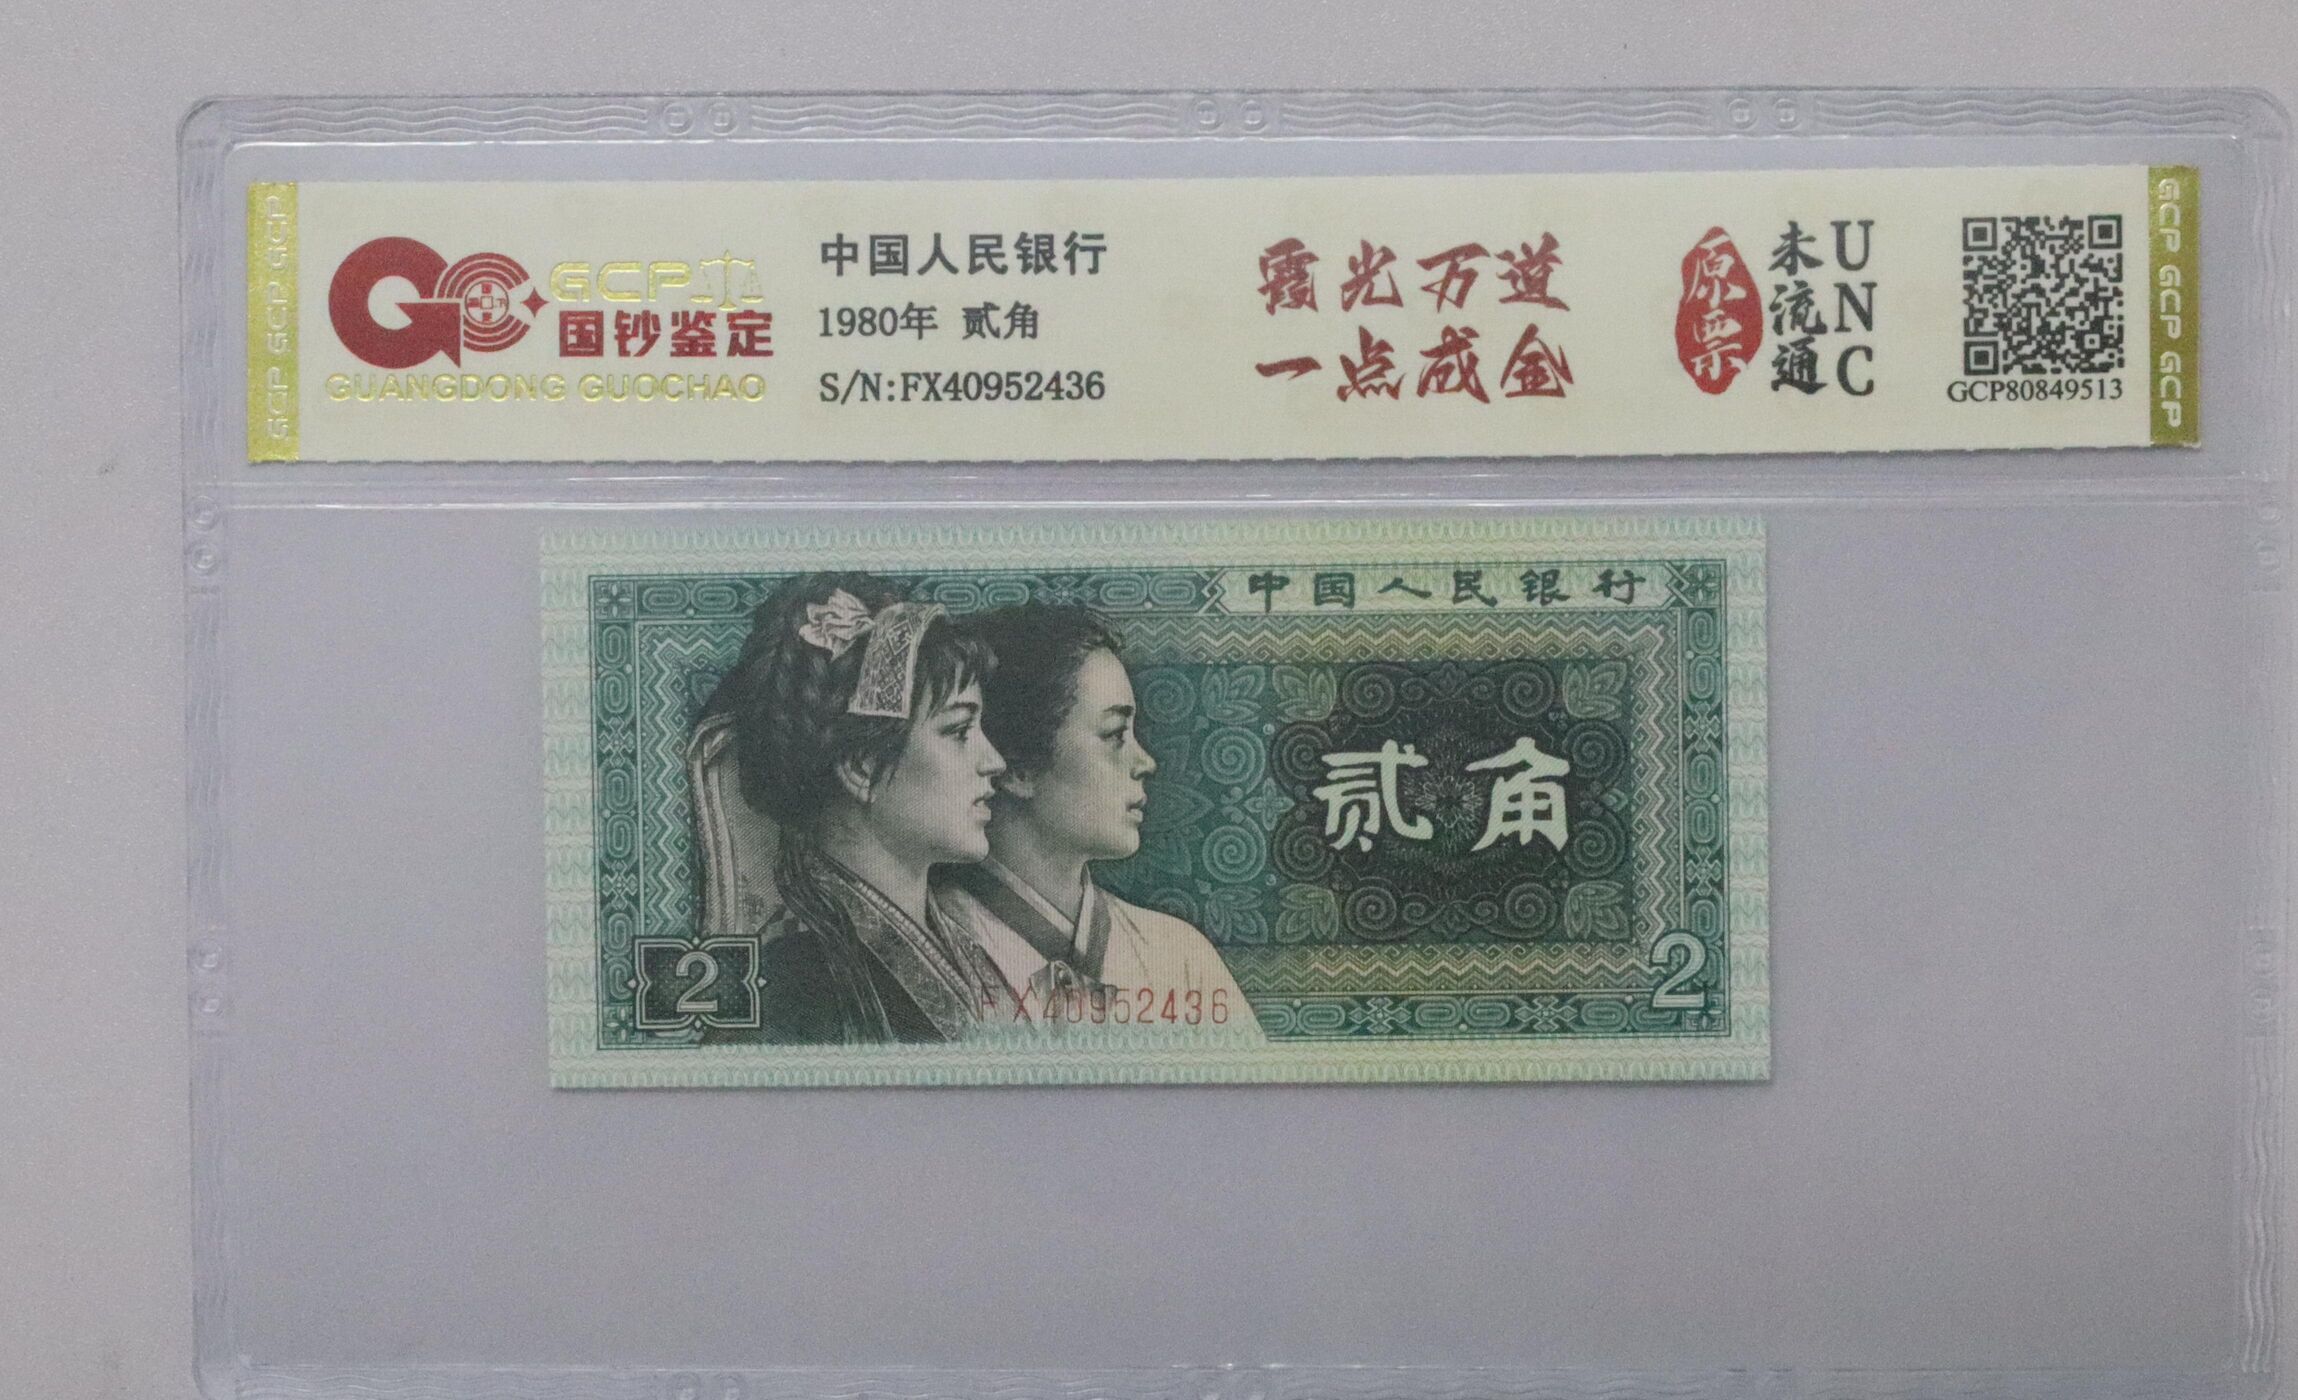 GCP
国钞鉴定
GUANGDONG GUOCHAO
中国人民银行
1980年 贰角
S/N:FX40952436
霞光万道
一点成金
原票
未流通
UNC
GCP80849513
GCP GCP GCP
GCP GCP GCP
中国人民银行
贰角
2
2
FX40952436